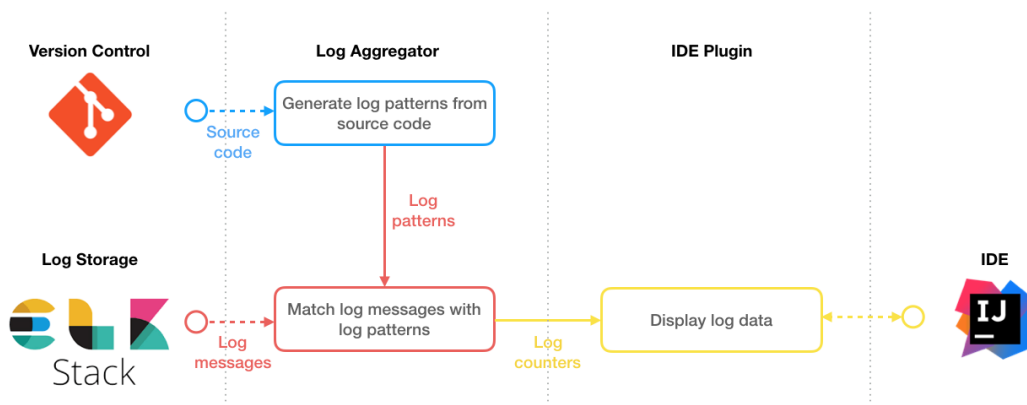 Version Control
Log Aggregator
IDE Plugin
Generate log patterns from
source code
Source
code
Log
patterns
Log Storage
IDE
ELK
Stack
Match log messages with
log patterns
Display log data
IJ
Log
messages
Log
counters